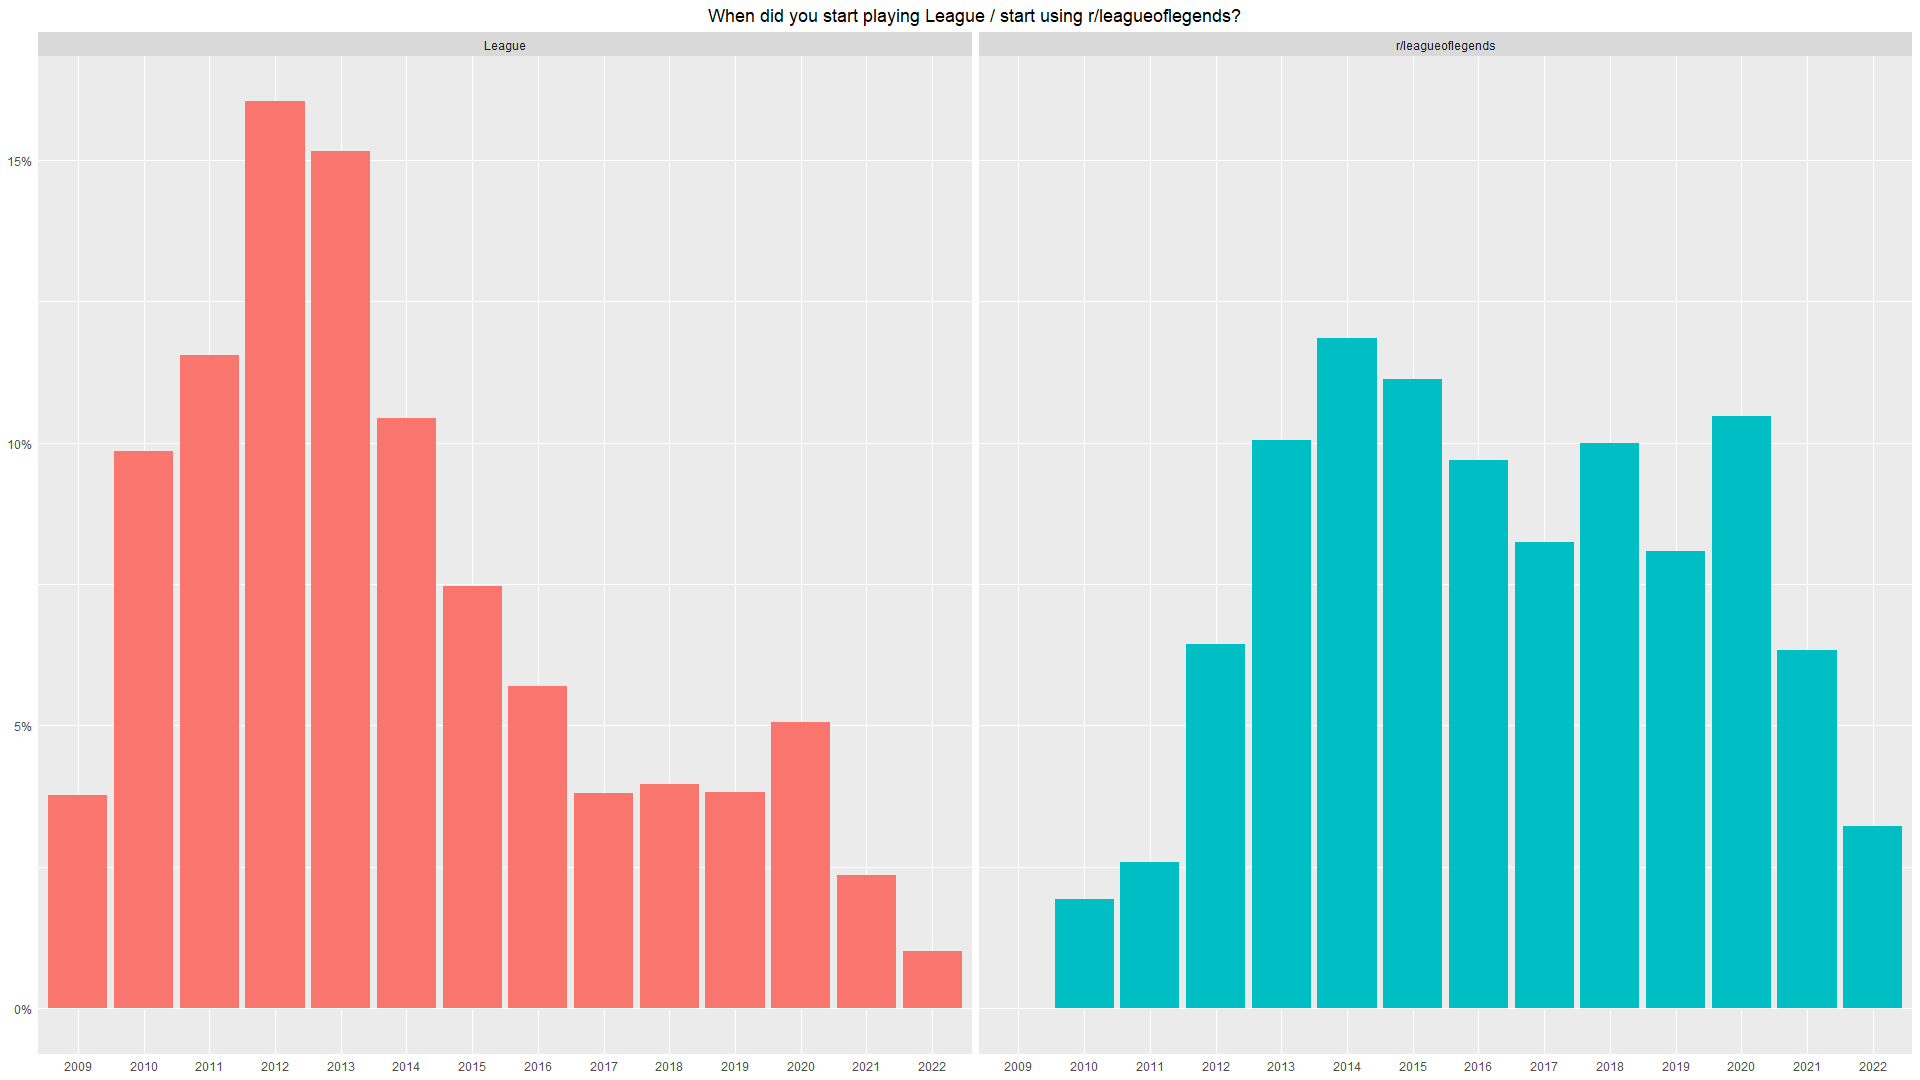 When did you start playing League / start using r/leagueoflegends?
League
r/leagueoflegends
15%
10%
5%
0%
2009 2010 2011 2012 2013 2014 2015 2016 2017 2018 2019 2020 2021 2022
2009 2010 2011 2012 2013 2014 2015 2016 2017 2018 2019 2020 2021 2022